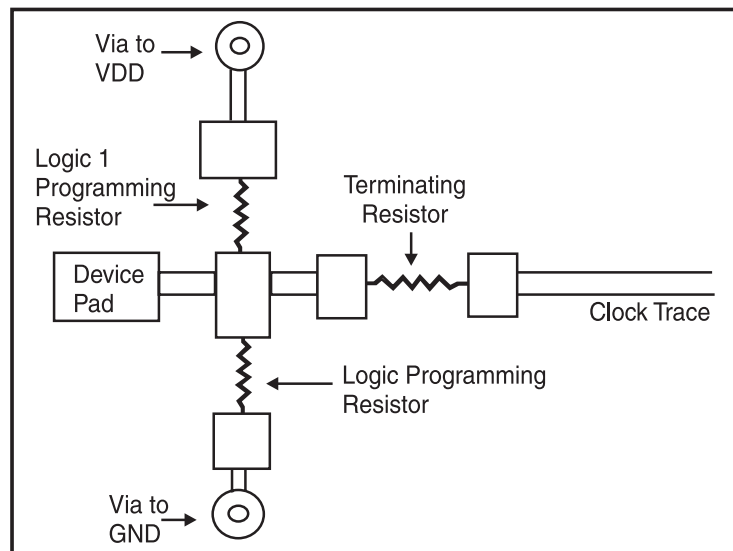 Via to
VDD
Logic 1
Programming
Resistor
Terminating
Resistor
Device
Pad
Clock Trace
Logic Programming
Resistor
Via to
GND